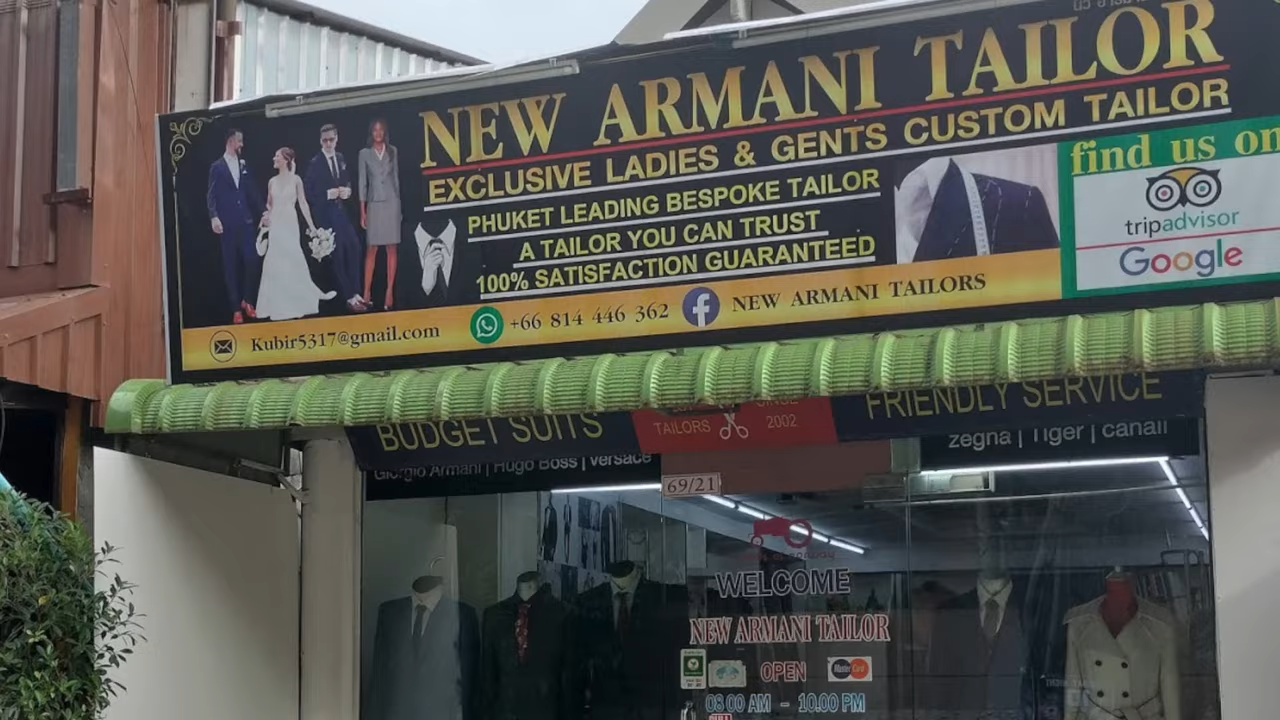 NEW ARMANI TAILOR
EXCLUSIVE LADIES & GENTS CUSTOM TAILOR
PHUKET LEADING BESPOKE TAILOR
A TAILOR YOU CAN TRUST
100% SATISFACTION GUARANTEED
find us on
tripadvisor
Google
Kubir5317@gmail.com
+66 814 446 362
NEW ARMANI TAILORS
BUDGET SUITS
TAILORS
SINCE
2002
FRIENDLY SERVICE
Giorgio Armani | Hugo Boss | Versace
zegna | Tiger | canali
69/21
WELCOME
NEW ARMANI TAILOR
OPEN
MasterCard
08.00 AM - 10.00 PM